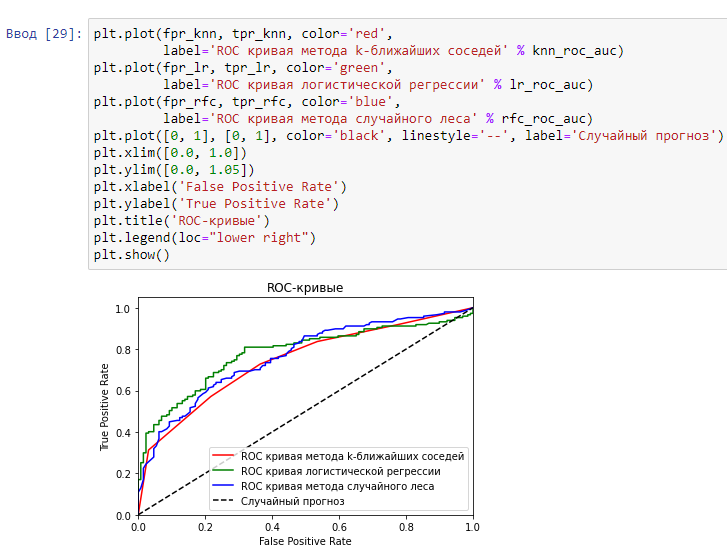 Ввод [29]:
plt.plot(fpr_knn, tpr_knn, color='red',
label='ROC кривая метода k-ближайших соседей' % knn_roc_auc)
plt.plot(fpr_lr, tpr_lr, color='green',
label='ROC кривая логистической регрессии' % lr_roc_auc)
plt.plot(fpr_rfc, tpr_rfc, color='blue',
label='ROC кривая метода случайного леса' % rfc_roc_auc)
plt.plot([0, 1], [0, 1], color='black', linestyle='--', label='Случайный прогноз')
plt.xlim([0.0, 1.0])
plt.ylim([0.0, 1.05])
plt.xlabel('False Positive Rate')
plt.ylabel('True Positive Rate')
plt.title('ROC-кривые')
plt.legend(loc="lower right")
plt.show()
ROC-кривые
True Positive Rate
1.0
0.8
0.6
0.4
0.2
0.0
ROC кривая метода k-ближайших соседей
ROC кривая логистической регрессии
ROC кривая метода случайного леса
Случайный прогноз
0.0 0.2 0.4 0.6 0.8 1.0
False Positive Rate